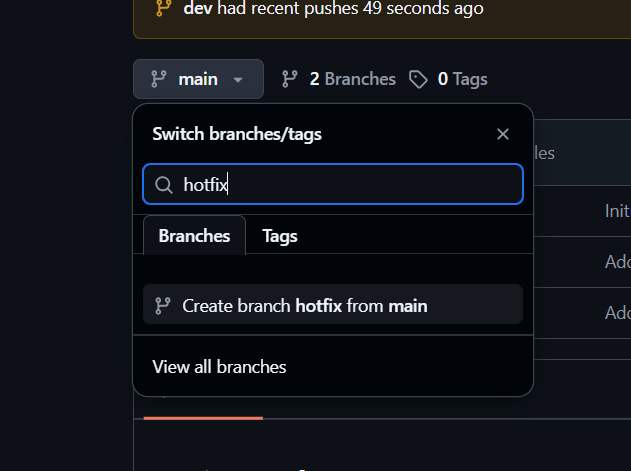 dev had recent pushes 49 seconds ago
main 2 Branches 0 Tags
Switch branches/tags
hotfix
Branches Tags
Create branch hotfix from main
View all branches